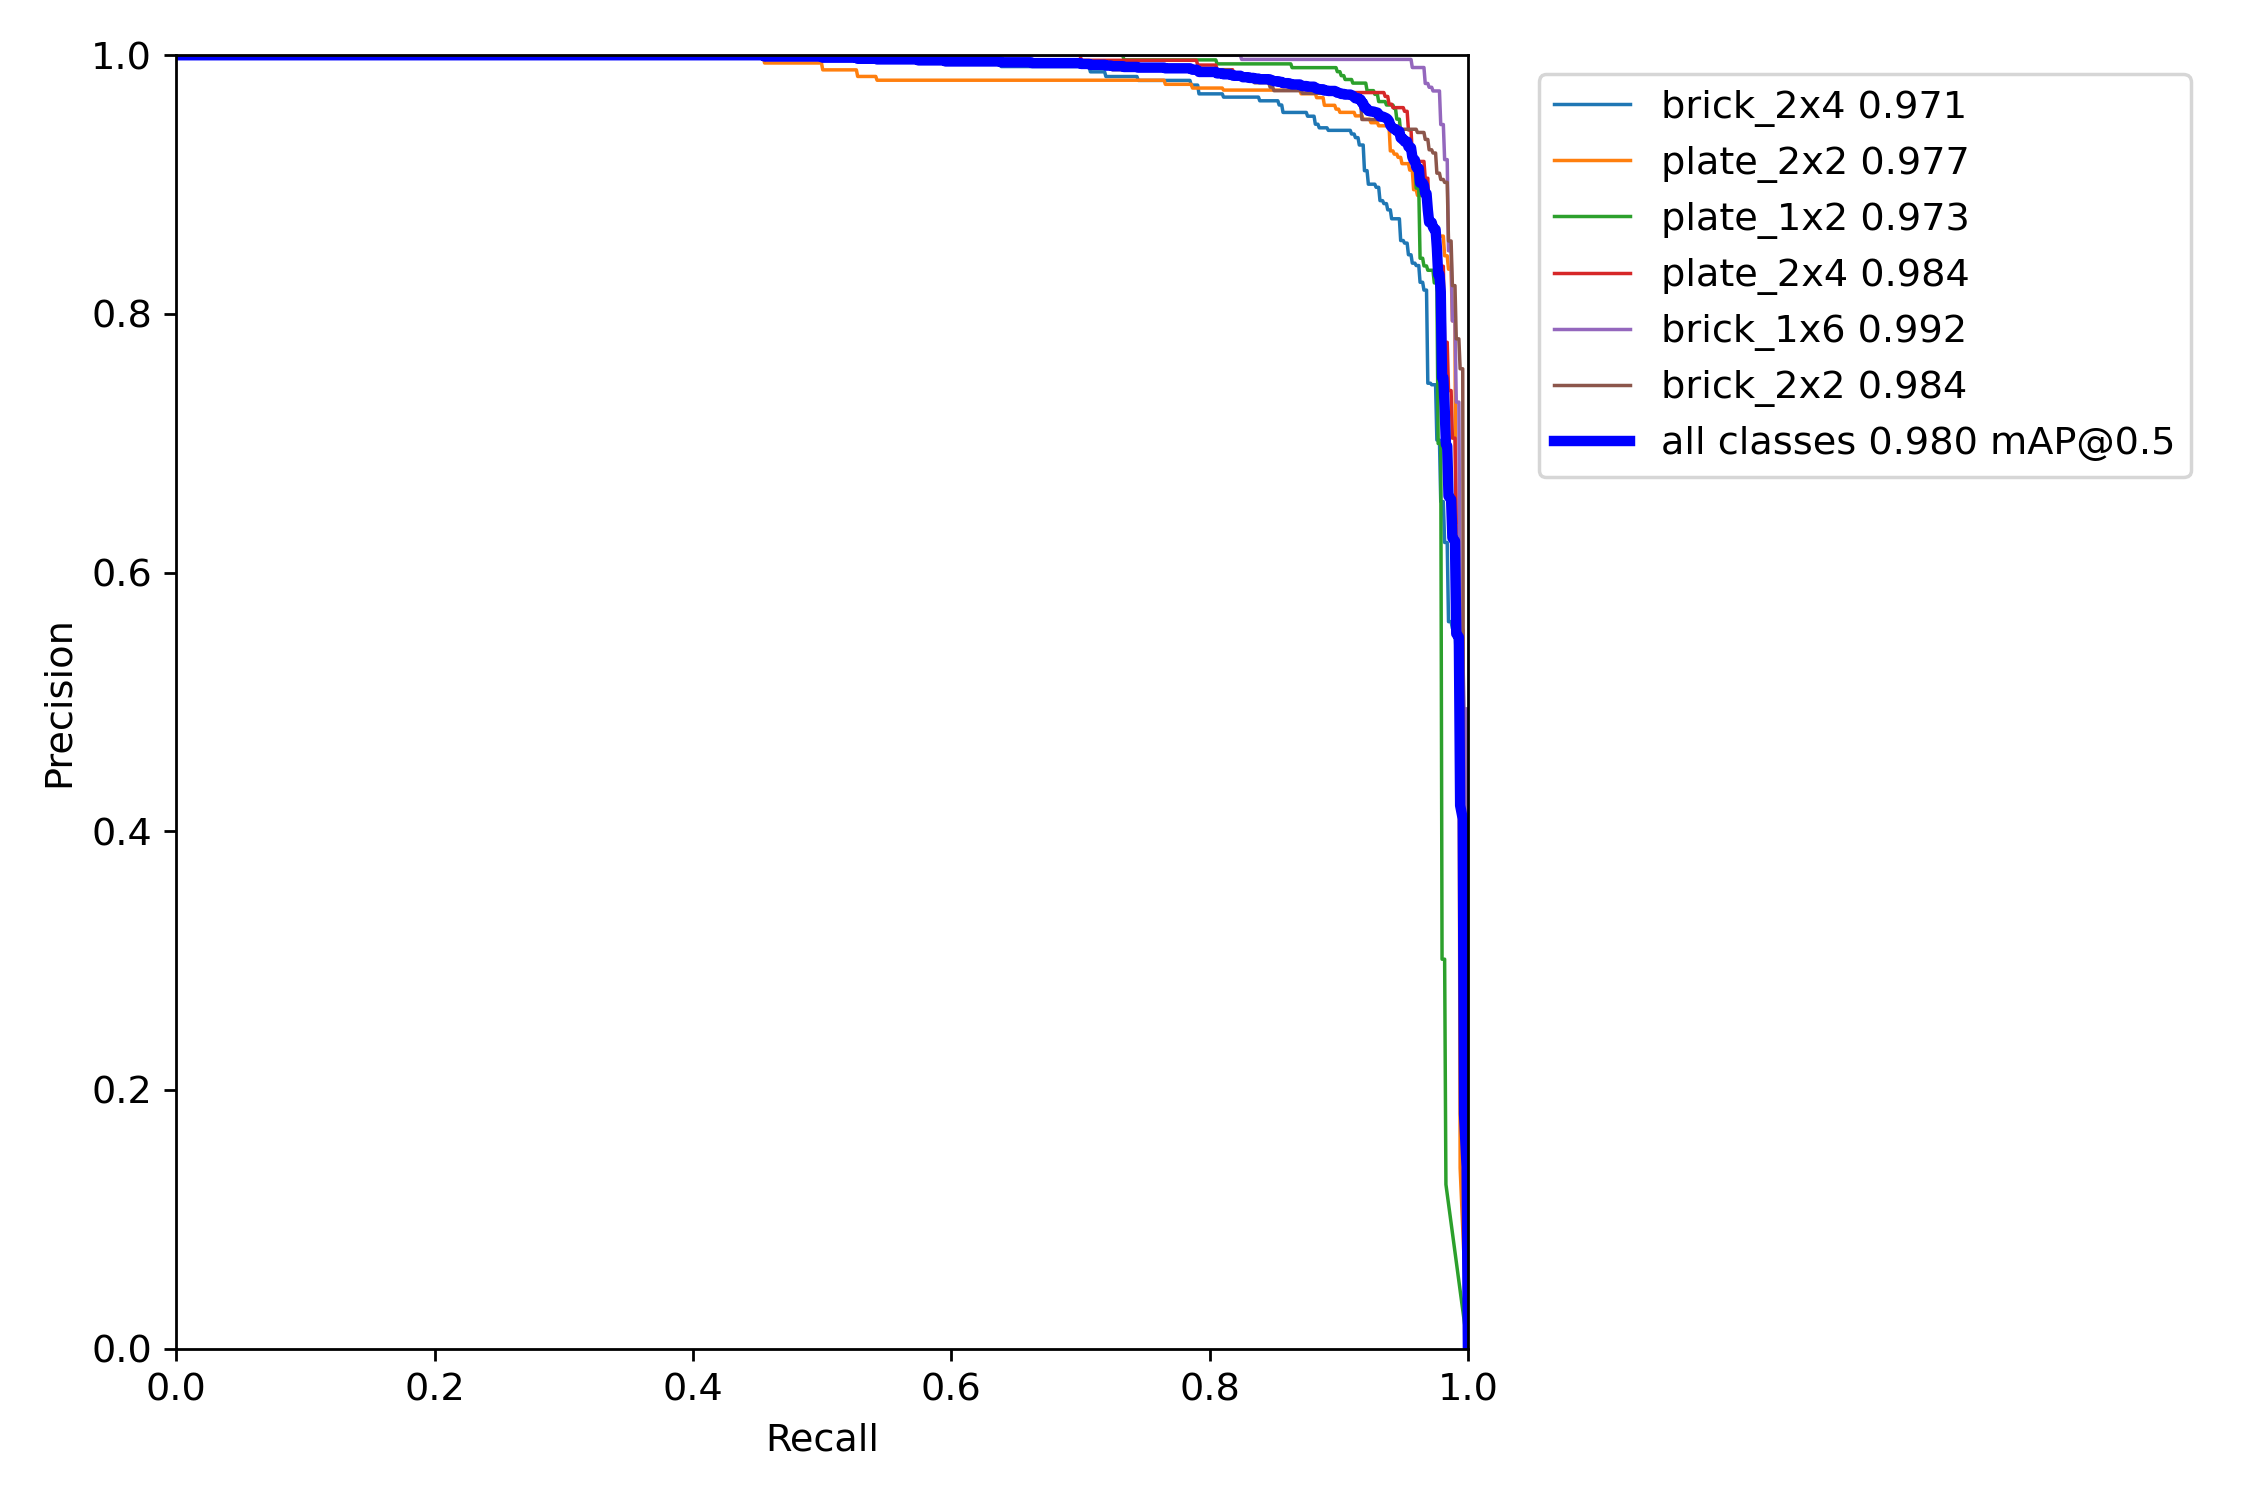 1.0
0.8
0.6
0.4
0.2
0.0
0.0 0.2 0.4 0.6 0.8 1.0
Precision
Recall
brick_2x4 0.971
plate_2x2 0.977
plate_1x2 0.973
plate_2x4 0.984
brick_1x6 0.992
brick_2x2 0.984
all classes 0.980 mAP@0.5